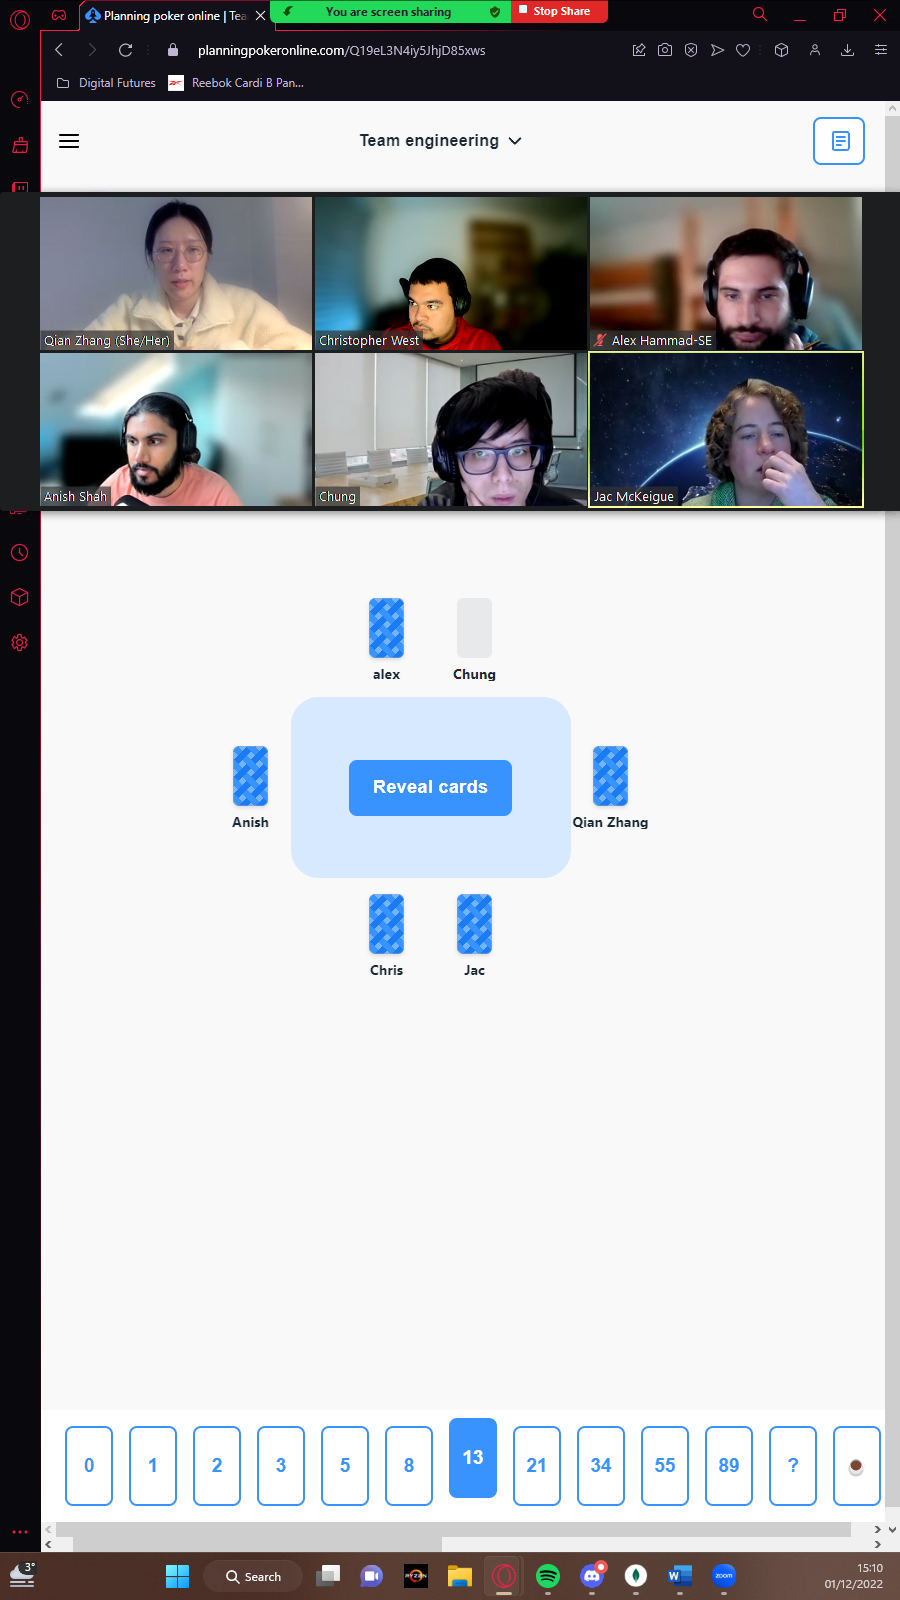 Planning poker online | Tea
You are screen sharing
Stop Share
planningpokeronline.com/Q19eL3N4iy5JhjD85xws
Digital Futures
Reebok Cardi B Pan...
Team engineering
Qian Zhang (She/Her)
Christopher West
Alex Hammad-SE
Anish Shah
Chung
Jac McKeigue
alex
Chung
Reveal cards
Anish
Qian Zhang
Chris
Jac
0
1
2
3
5
8
13
21
34
55
89
?
3°
Search
RYZEN
W
zoom
15:10
01/12/2022